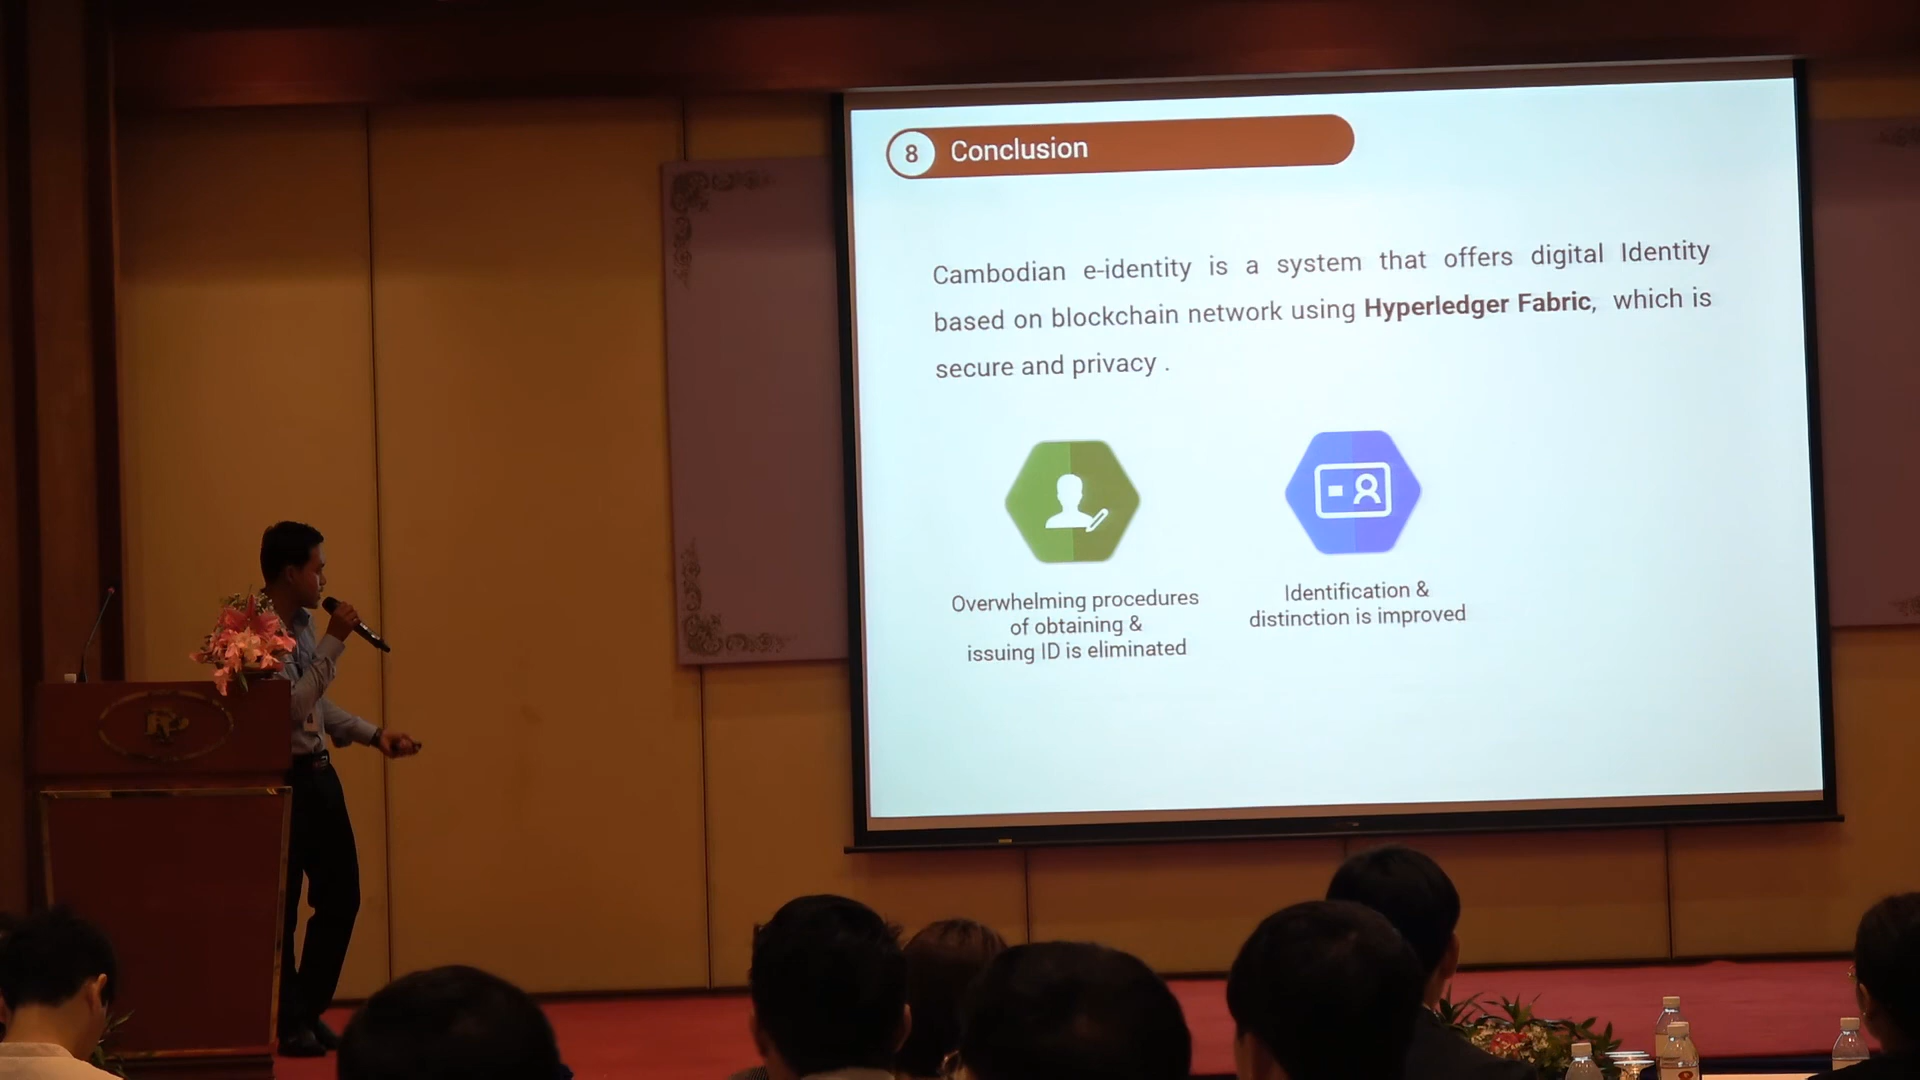 8 Conclusion
Cambodian e-identity is a system that offers digital Identity
based on blockchain network using Hyperledger Fabric, which is
secure and privacy .
Overwhelming procedures
of obtaining &
issuing ID is eliminated
Identification &
distinction is improved